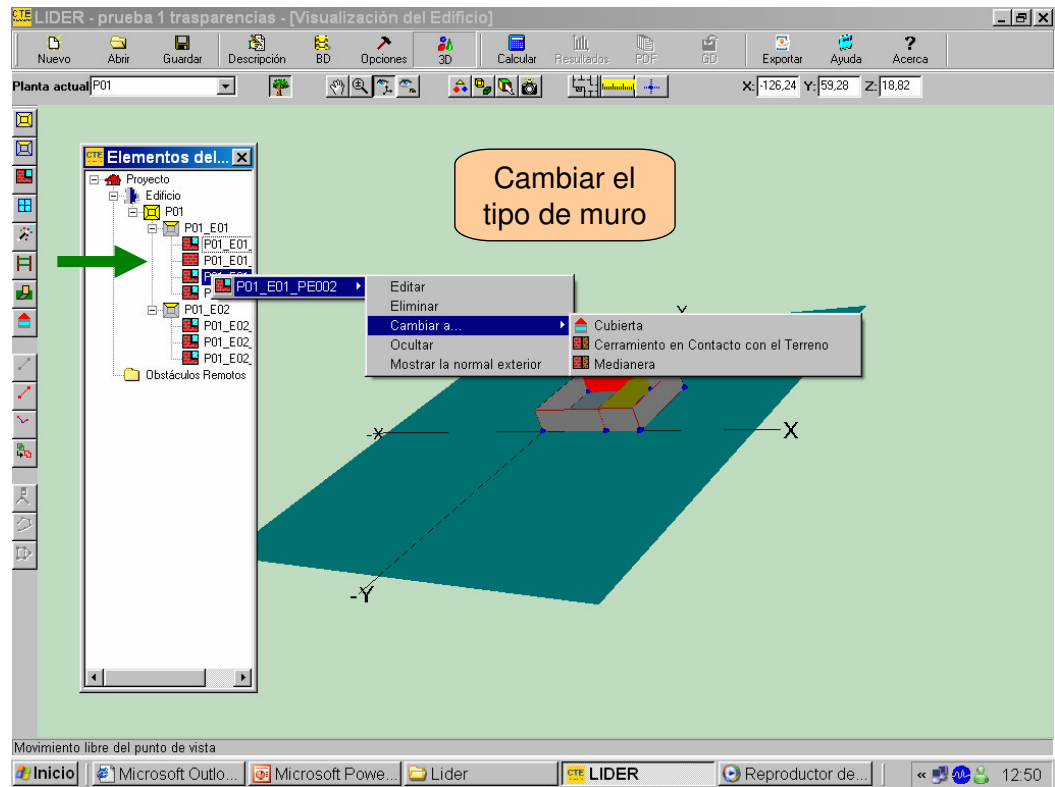 CTE LIDER - prueba 1 trasparencias - [Visualización del Edificio]
Nuevo Abrir Guardar Descripción BD Opciones 3D Calcular Resultados PDF GD Exportar Ayuda Acerca
Planta actual P01 X: -126,24 Y: 59,28 Z: 18,82
CTE Elementos del...
Proyecto
Edificio
P01
P01_E01
P01_E01_
P01_E01_
P01_E01_PE002
P01_E02
P01_E02_
P01_E02_
P01_E02_
Obstáculos Remotos
Cambiar el
tipo de muro
Editar
Eliminar
Cambiar a...
Ocultar
Mostrar la normal exterior
Cubierta
Cerramiento en Contacto con el Terreno
Medianera
-X
X
-Y
Movimiento libre del punto de vista
Inicio Microsoft Outlo... Microsoft Powe... Lider CTE LIDER Reproductor de... « 12:50